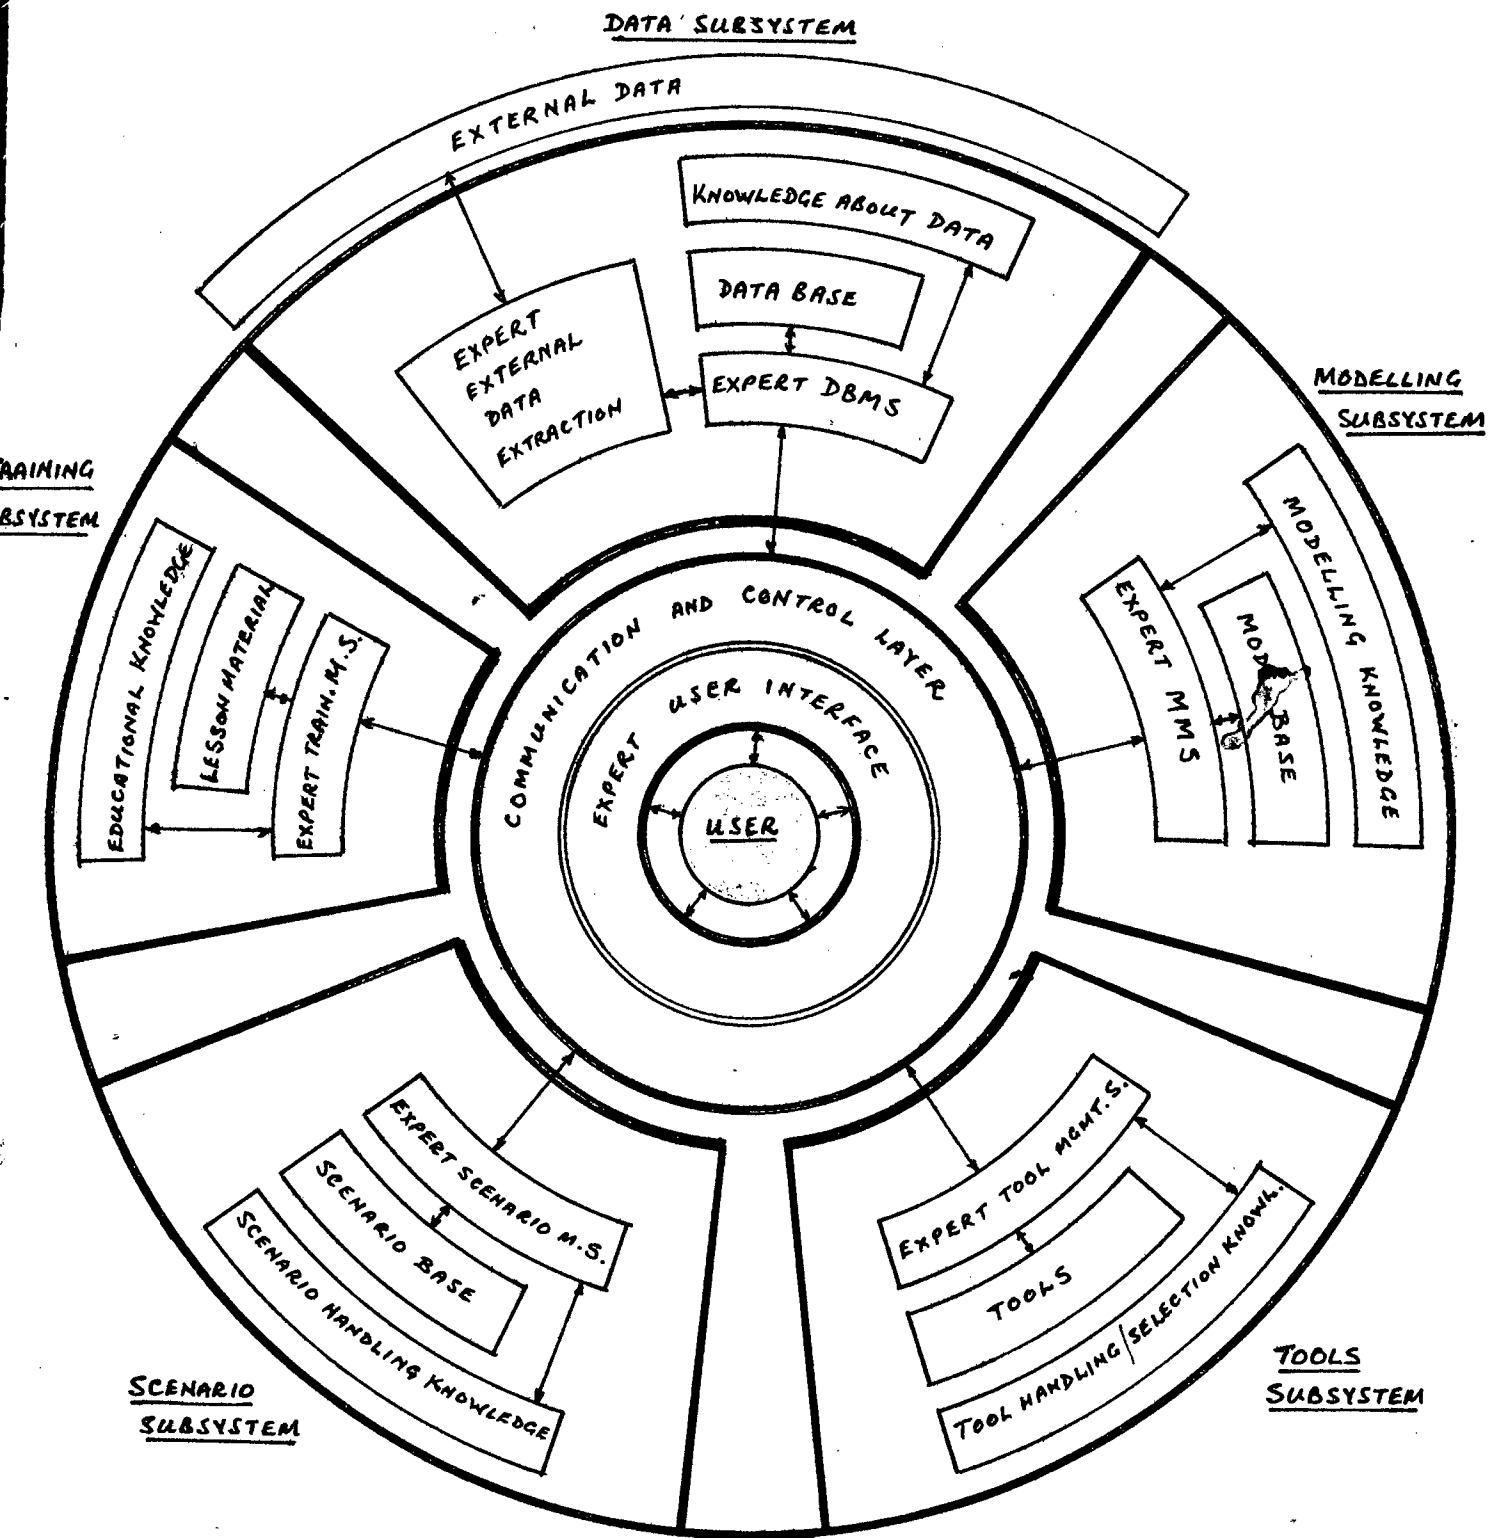 DATA SUBSYSTEM
EXTERNAL DATA
KNOWLEDGE ABOUT DATA
DATA BASE
EXPERT DBMS
EXPERT
EXTERNAL
DATA
EXTRACTION
MODELLING
SUBSYSTEM
MODELLING KNOWLEDGE
BASE
EXPERT MMS
AINING
BSYSTEM
EDUCATIONAL KNOWLEDGE
LESSON MATERIAL
EXPERT TRAIN.M.S.
COMMUNICATION AND CONTROL LAYER
EXPERT USER INTERFACE
USER
EXPERT SCENARIO M.S.
SCENARIO BASE
SCENARIO HANDLING KNOWLEDGE
SCENARIO
SUBSYSTEM
EXPERT TOOL MGMT.S.
TOOLS
TOOL HANDLING/SELECTION KNOWL.
TOOLS
SUBSYSTEM